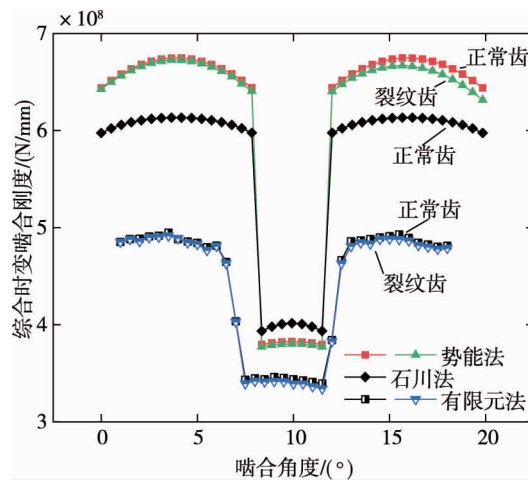 × 10⁸
7
6
5
4
3
综合时变啮合刚度/(N/mm)
正常齿
裂纹齿
正常齿
正常齿
裂纹齿
势能法
石川法
有限元法
0 5 10 15 20
啮合角度/(°)